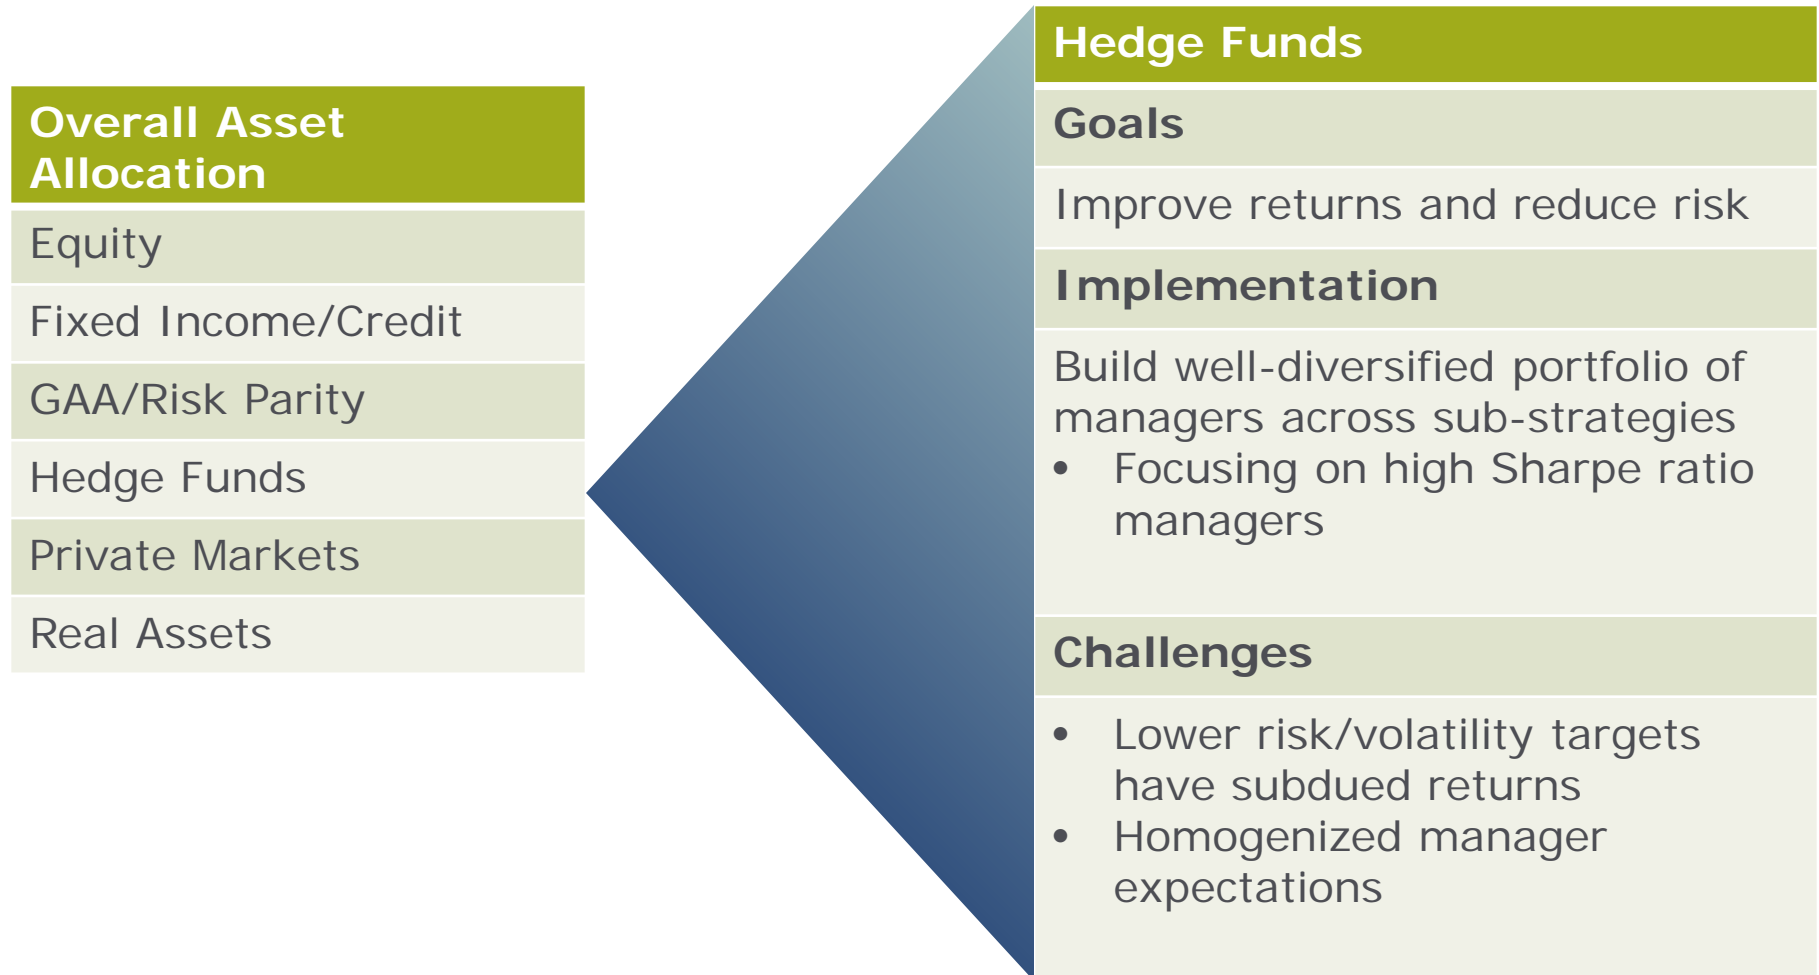 Overall Asset
Allocation
Equity
Fixed Income/Credit
GAA/Risk Parity
Hedge Funds
Private Markets
Real Assets
Hedge Funds
Goals
Improve returns and reduce risk
Implementation
Build well-diversified portfolio of
managers across sub-strategies
• Focusing on high Sharpe ratio
managers
Challenges
• Lower risk/volatility targets
have subdued returns
• Homogenized manager
expectations